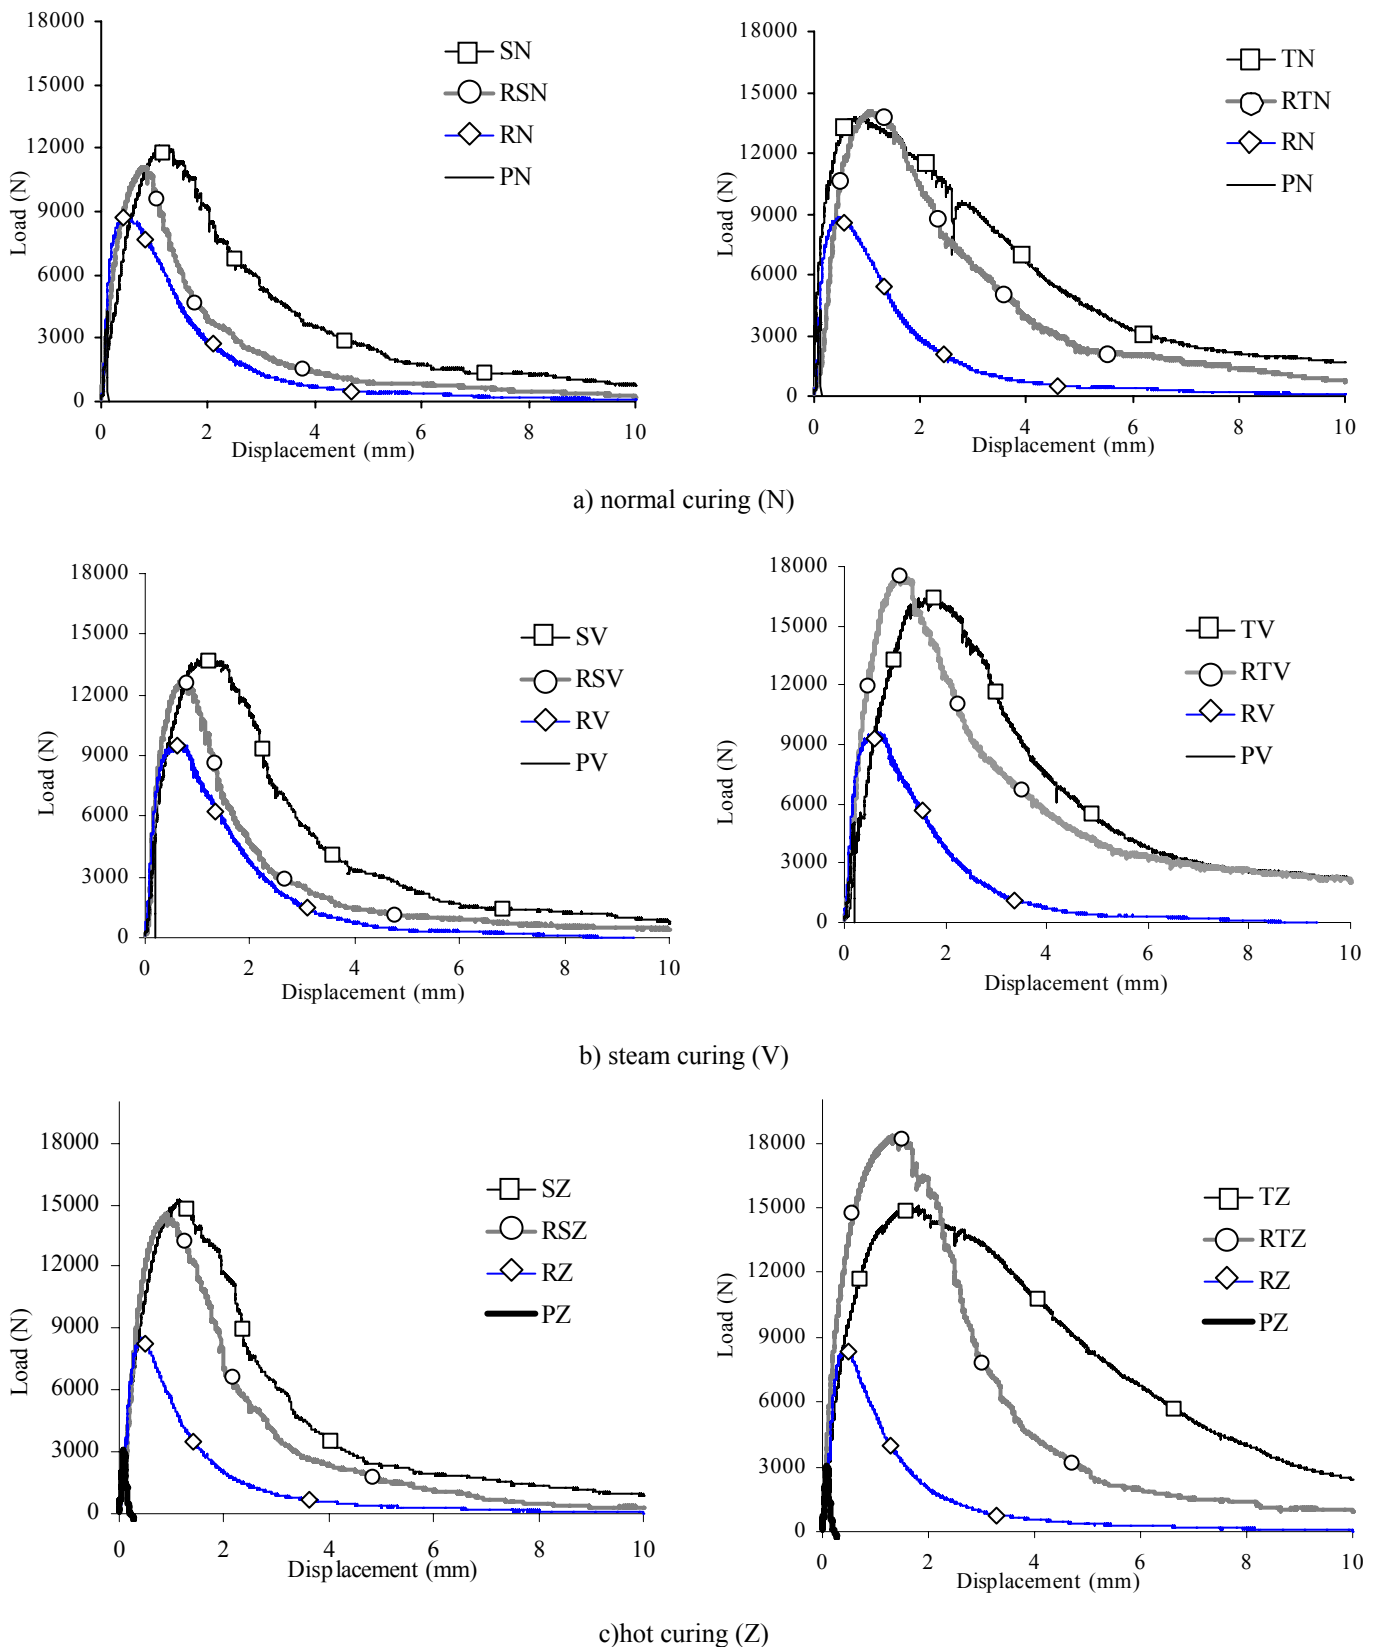 18000
15000
12000
9000
6000
3000
0
Load (N)
SN
RSN
RN
PN
0 2 4 6 8 10
Displacement (mm)
18000
15000
12000
9000
6000
3000
0
Load (N)
TN
RTN
RN
PN
0 2 4 6 8 10
Displacement (mm)
a) normal curing (N)
18000
15000
12000
9000
6000
3000
0
Load (N)
SV
RSV
RV
PV
0 2 4 6 8 10
Displacement (mm)
18000
15000
12000
9000
6000
3000
0
Load (N)
TV
RTV
RV
PV
0 2 4 6 8 10
Displacement (mm)
b) steam curing (V)
18000
15000
12000
9000
6000
3000
0
Load (N)
SZ
RSZ
RZ
PZ
0 2 4 6 8 10
Displacement (mm)
18000
15000
12000
9000
6000
3000
0
Load (N)
TZ
RTZ
RZ
PZ
0 2 4 6 8 10
Displacement (mm)
c)hot curing (Z)